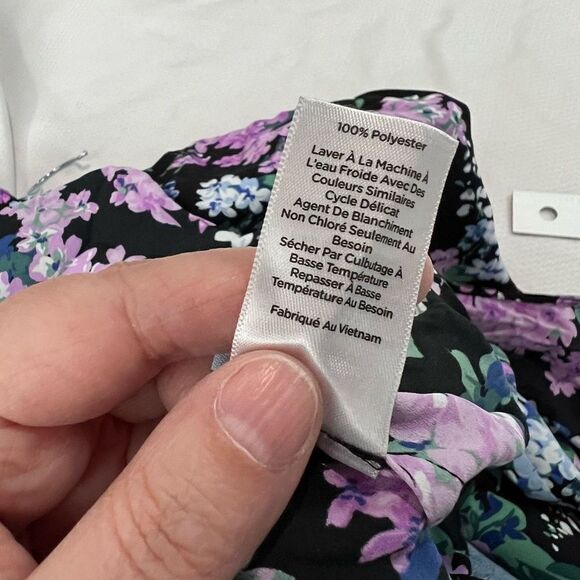 100% Polyester
Laver À La Machine À
L'eau Froide Avec Des
Couleurs Similaires
Cycle Délicat
Agent De Blanchiment
Non Chloré Seulement Au
Besoin
Sécher Par Culbutage À
Basse Température
Repasser À Basse
Température Au Besoin
Fabriqué Au Vietnam